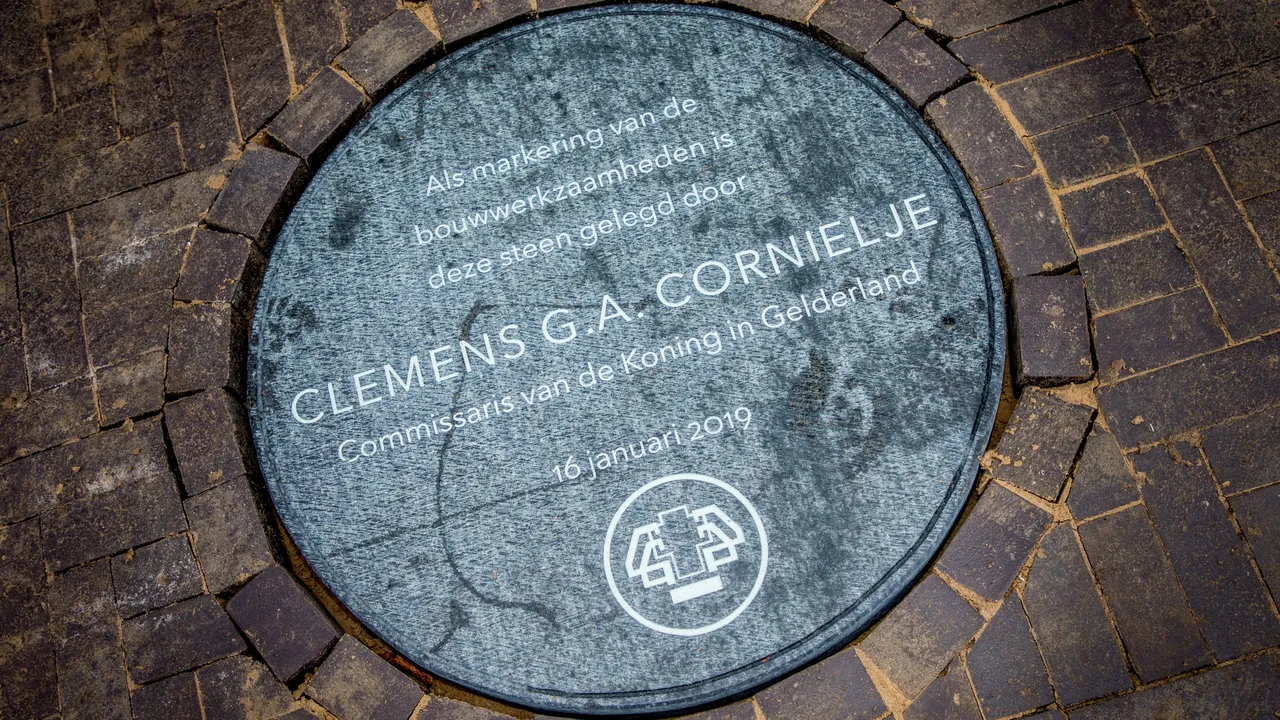 Als markering van de
bouwwerkzaamheden is
deze steen gelegd door
CLEMENS G.A. CORNIELJE
Commissaris van de Koning in Gelderland
16 januari 2019